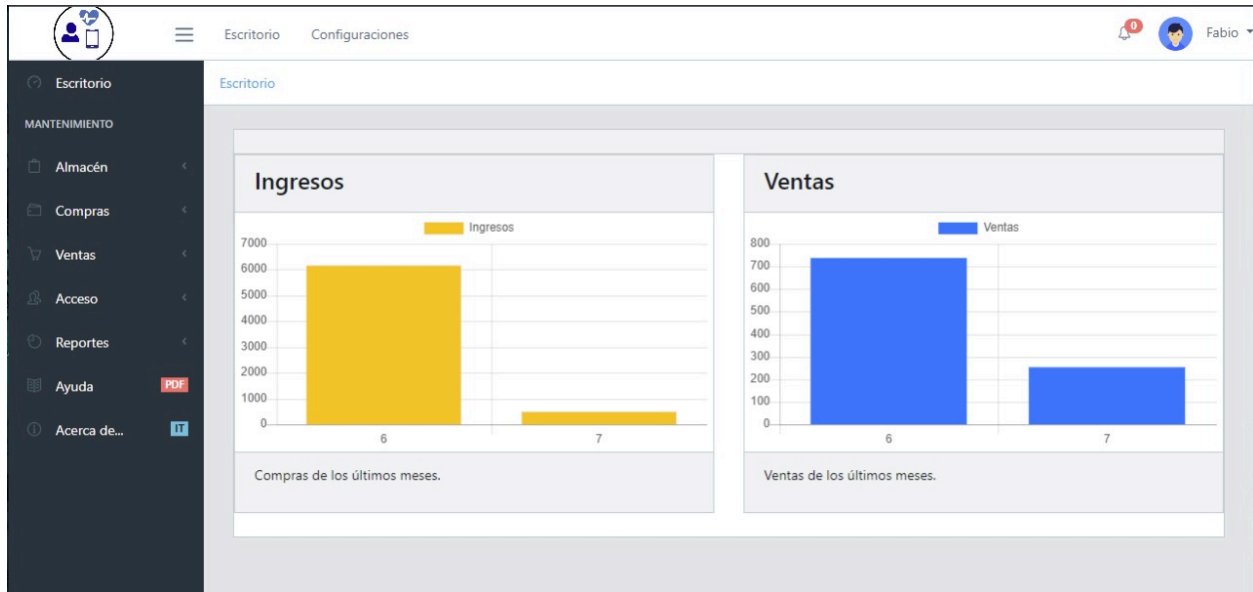 Escritorio Configuraciones 0 Fabio
Escritorio
Escritorio
MANTENIMIENTO
Almacén
Compras
Ventas
Acceso
Reportes
Ayuda PDF
Acerca de... IT
Ingresos
Ingresos
7000
6000
5000
4000
3000
2000
1000
0
6 7
Compras de los últimos meses.
Ventas
Ventas
800
700
600
500
400
300
200
100
0
6 7
Ventas de los últimos meses.